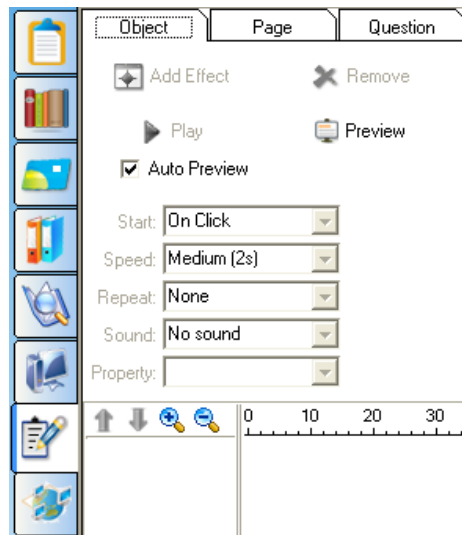 Object Page Question
Add Effect Remove
Play Preview
Auto Preview
Start: On Click
Speed: Medium (2s)
Repeat: None
Sound: No sound
Property:
0 10 20 30